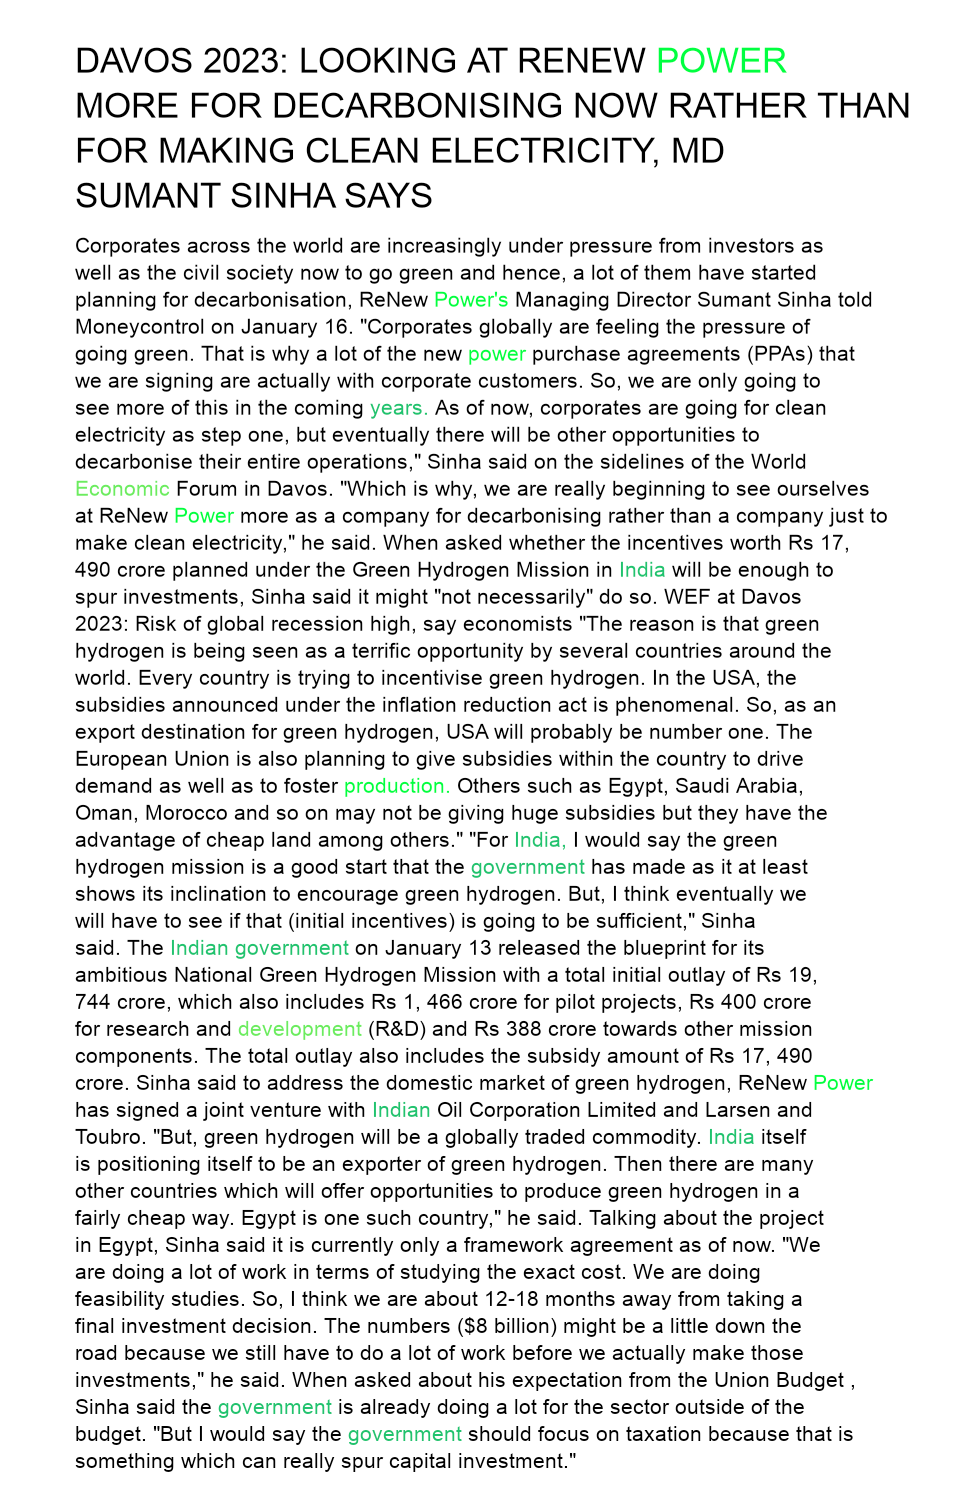 DAVOS 2023: LOOKING AT RENEW POWER
MORE FOR DECARBONISING NOW RATHER THAN
FOR MAKING CLEAN ELECTRICITY, MD
SUMANT SINHA SAYS
Corporates across the world are increasingly under pressure from investors as
well as the civil society now to go green and hence, a lot of them have started
planning for decarbonisation, ReNew Power's Managing Director Sumant Sinha told
Moneycontrol on January 16. "Corporates globally are feeling the pressure of
going green. That is why a lot of the new power purchase agreements (PPAs) that
we are signing are actually with corporate customers. So, we are only going to
see more of this in the coming years. As of now, corporates are going for clean
electricity as step one, but eventually there will be other opportunities to
decarbonise their entire operations," Sinha said on the sidelines of the World
Economic Forum in Davos. "Which is why, we are really beginning to see ourselves
at ReNew Power more as a company for decarbonising rather than a company just to
make clean electricity," he said. When asked whether the incentives worth Rs 17,
490 crore planned under the Green Hydrogen Mission in India will be enough to
spur investments, Sinha said it might "not necessarily" do so. WEF at Davos
2023: Risk of global recession high, say economists "The reason is that green
hydrogen is being seen as a terrific opportunity by several countries around the
world. Every country is trying to incentivise green hydrogen. In the USA, the
subsidies announced under the inflation reduction act is phenomenal. So, as an
export destination for green hydrogen, USA will probably be number one. The
European Union is also planning to give subsidies within the country to drive
demand as well as to foster production. Others such as Egypt, Saudi Arabia,
Oman, Morocco and so on may not be giving huge subsidies but they have the
advantage of cheap land among others." "For India, I would say the green
hydrogen mission is a good start that the government has made as it at least
shows its inclination to encourage green hydrogen. But, I think eventually we
will have to see if that (initial incentives) is going to be sufficient," Sinha
said. The Indian government on January 13 released the blueprint for its
ambitious National Green Hydrogen Mission with a total initial outlay of Rs 19,
744 crore, which also includes Rs 1, 466 crore for pilot projects, Rs 400 crore
for research and development (R&D) and Rs 388 crore towards other mission
components. The total outlay also includes the subsidy amount of Rs 17, 490
crore. Sinha said to address the domestic market of green hydrogen, ReNew Power
has signed a joint venture with Indian Oil Corporation Limited and Larsen and
Toubro. "But, green hydrogen will be a globally traded commodity. India itself
is positioning itself to be an exporter of green hydrogen. Then there are many
other countries which will offer opportunities to produce green hydrogen in a
fairly cheap way. Egypt is one such country," he said. Talking about the project
in Egypt, Sinha said it is currently only a framework agreement as of now. "We
are doing a lot of work in terms of studying the exact cost. We are doing
feasibility studies. So, I think we are about 12-18 months away from taking a
final investment decision. The numbers ($8 billion) might be a little down the
road because we still have to do a lot of work before we actually make those
investments," he said. When asked about his expectation from the Union Budget ,
Sinha said the government is already doing a lot for the sector outside of the
budget. "But I would say the government should focus on taxation because that is
something which can really spur capital investment."